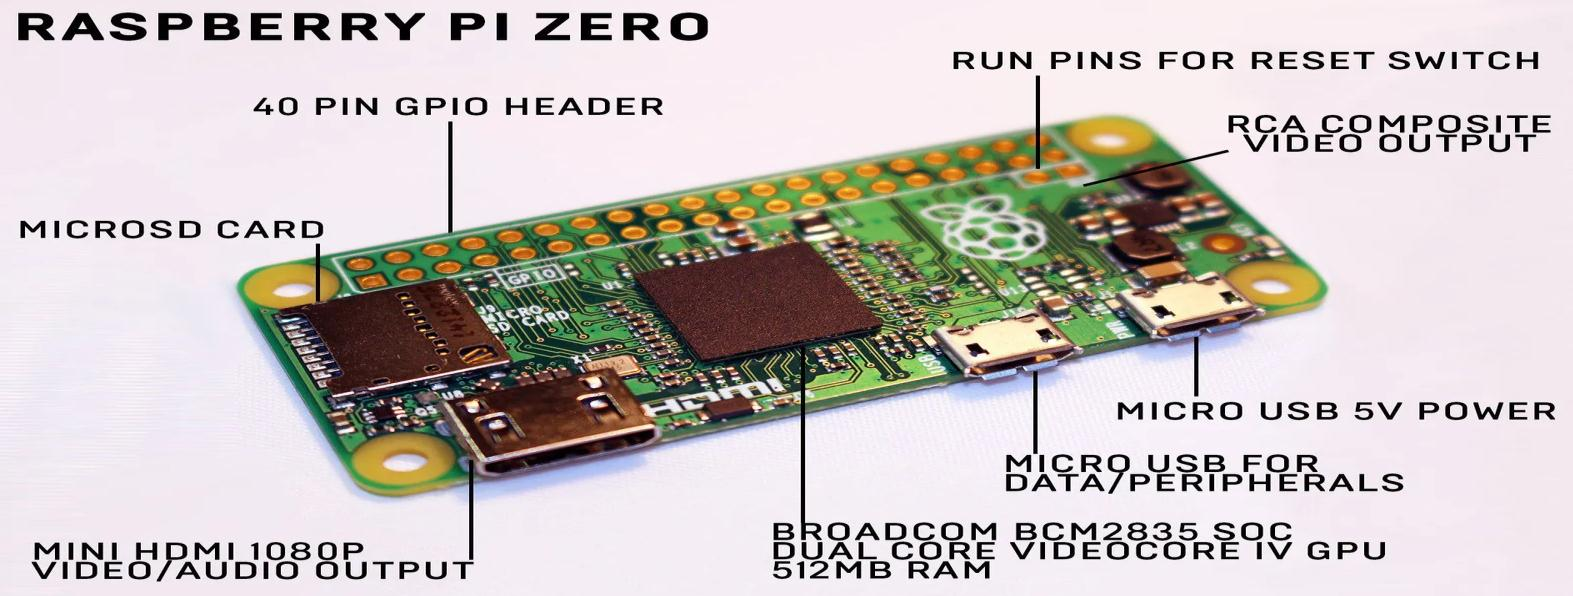 RASPBERRY PI ZERO
RUN PINS FOR RESET SWITCH
40 PIN GPIO HEADER
RCA COMPOSITE
VIDEO OUTPUT
MICROSD CARD
GPIO
MICRO
SD CARD
HDMI
USB
PWR
MICRO USB 5V POWER
MICRO USB FOR
DATA/PERIPHERALS
BROADCOM BCM2835 SOC
DUAL CORE VIDEOCORE IV GPU
512MB RAM
MINI HDMI 1080P
VIDEO/AUDIO OUTPUT